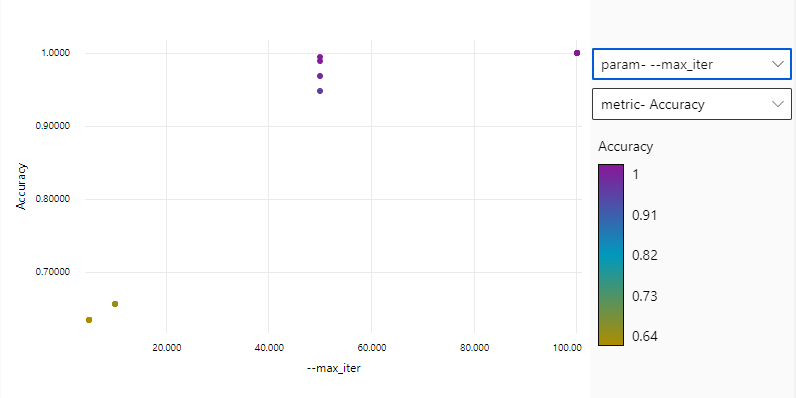 1.0000
0.90000
0.80000
0.70000
Accuracy
20.000
40.000
60.000
80.000
100.00
--max_iter
param- --max_iter
metric- Accuracy
Accuracy
1
0.91
0.82
0.73
0.64